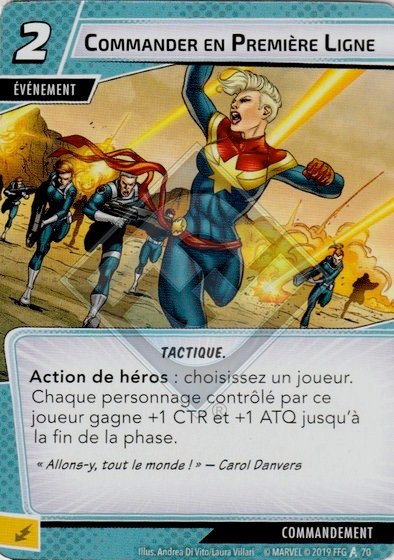 2
COMMANDER EN PREMIÈRE LIGNE
ÉVÉNEMENT
TACTIQUE.
Action de héros : choisissez un joueur.
Chaque personnage contrôlé par ce
joueur gagne +1 CTR et +1 ATQ jusqu'à
la fin de la phase.
« Allons-y, tout le monde ! » – Carol Danvers
COMMANDEMENT
Illus. Andrea Di Vito/Laura Villari
© MARVEL © 2019 FFG
70